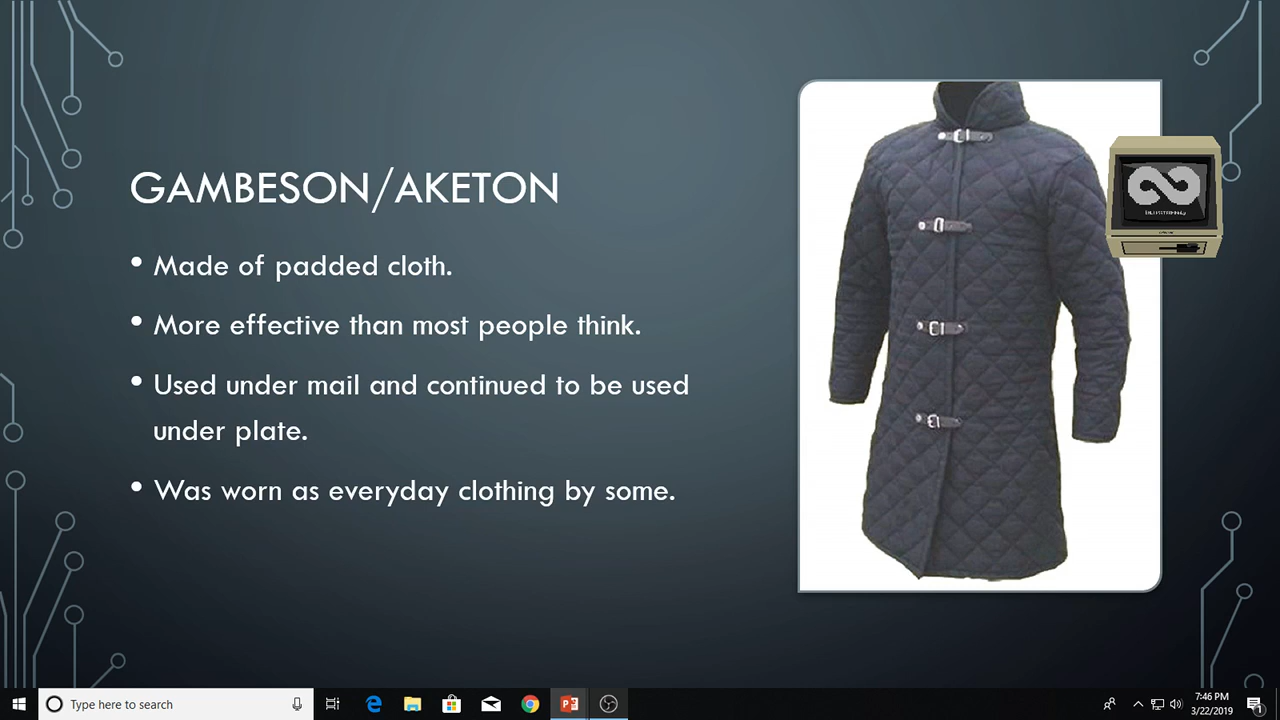 GAMBESON/AKETON
• Made of padded cloth.
• More effective than most people think.
• Used under mail and continued to be used
under plate.
• Was worn as everyday clothing by some.
Type here to search
7:46 PM
3/22/2019
1